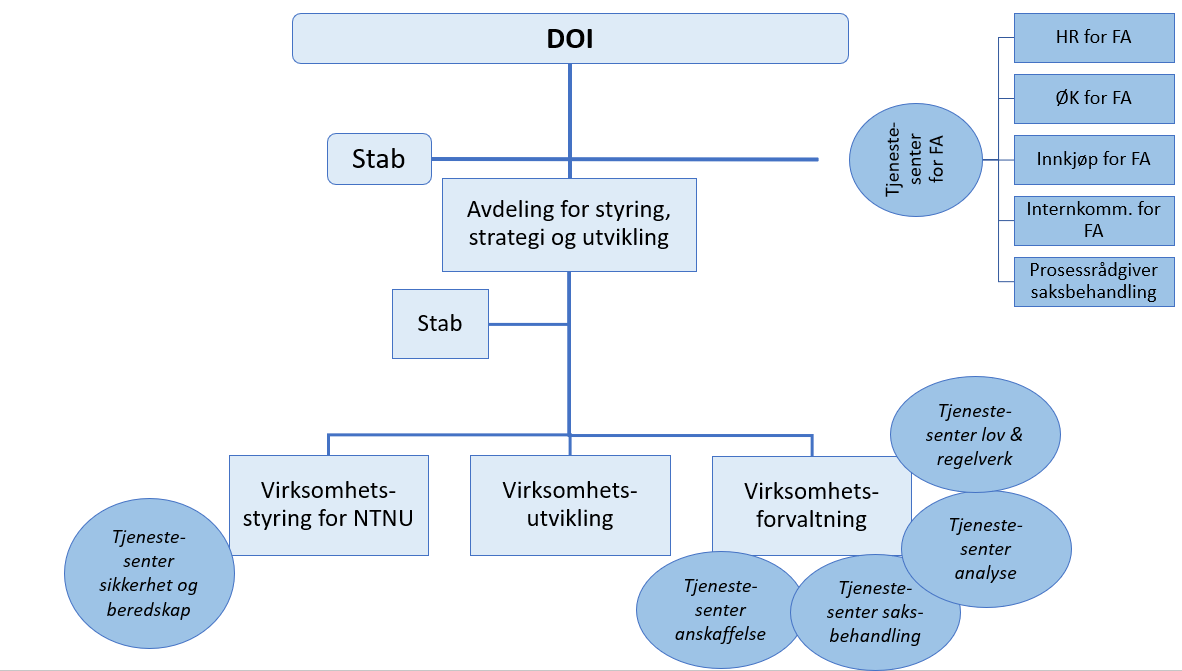 DOI
Stab
Avdeling for styring,
strategi og utvikling
Stab
Virksomhets-
styring for NTNU
Virksomhets-
utvikling
Virksomhets-
forvaltning
Tjeneste-
senter
sikkerhet og
beredskap
Tjeneste-
senter
anskaffelse
Tjeneste-
senter saks-
behandling
Tjeneste-
senter
analyse
Tjeneste-
senter lov &
regelverk
Tjeneste-
senter
for FA
HR for FA
ØK for FA
Innkjøp for FA
Internkomm. for
FA
Prosessrådgiver
saksbehandling